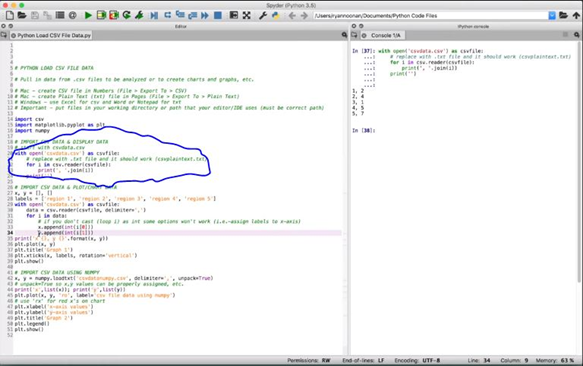 Spyder (Python 3.5)
/Users/ryannoonan/Documents/Python Code Files
Editor
Python Load CSV File Data.py
# PYTHON LOAD CSV FILE DATA
# Pull in data from .csv files to be analyzed or to create charts and graphs, etc.
# Mac - create CSV file in Numbers (File > Export To > CSV)
# Mac - create Plain Text (txt) file in Pages (File > Export To > Plain Text)
# Windows - use Excel for csv and Word or Notepad for txt
# Important - put files in your working directory or path that your editor/IDE uses (must be correct path)
import csv
import matplotlib.pyplot as plt
import numpy
# IMPORT CSV DATA & DISPLAY DATA
with csvdata.csv
with open('csvdata.csv') as csvfile:
# replace with .txt file and it should work (csvplaintext.txt)
for i in csv.reader(csvfile):
print(', '.join(i))
# IMPORT CSV DATA & PLOT/CHART DATA
x, y = [], []
labels = ['region 1', 'region 2', 'region 3', 'region 4', 'region 5']
with open('csvdata.csv') as csvfile:
data = csv.reader(csvfile, delimiter=',')
for i in data:
# if you don't cast (loop i) as int some options won't work (i.e.-assign labels to x-axis)
x.append(int(i[0]))
y.append(int(i[1]))
print('x {}, y {}'.format(x, y))
plt.plot(x, y)
plt.title('Graph 1')
plt.xticks(x, labels, rotation='vertical')
plt.show()
# IMPORT CSV DATA USING NUMPY
x, y = numpy.loadtxt('csvdatanumpy.csv', delimiter=',', unpack=True)
# unpack=True so x,y can be properly assigned, etc.
print('x',list(x)); print('y',list(y))
plt.plot(x, y, 'ro', label='csv file data using numpy')
# use 'rx' for red x's on chart
plt.xlabel('x-axis values')
plt.ylabel('y-axis values')
plt.title('Graph 2')
plt.legend()
plt.show()
IPython console
Console 1/A
In [37]: with open('csvdata.csv') as csvfile:
...: # replace with .txt file and it should work (csvplaintext.txt)
...: for i in csv.reader(csvfile):
...: print(', '.join(i))
...: print('')
...:
1, 2
2, 4
3, 1
4, 5
5, 7
In [38]:
Permissions: RW End-of-lines: LF Encoding: UTF-8 Line: 34 Column: 9 Memory: 63%